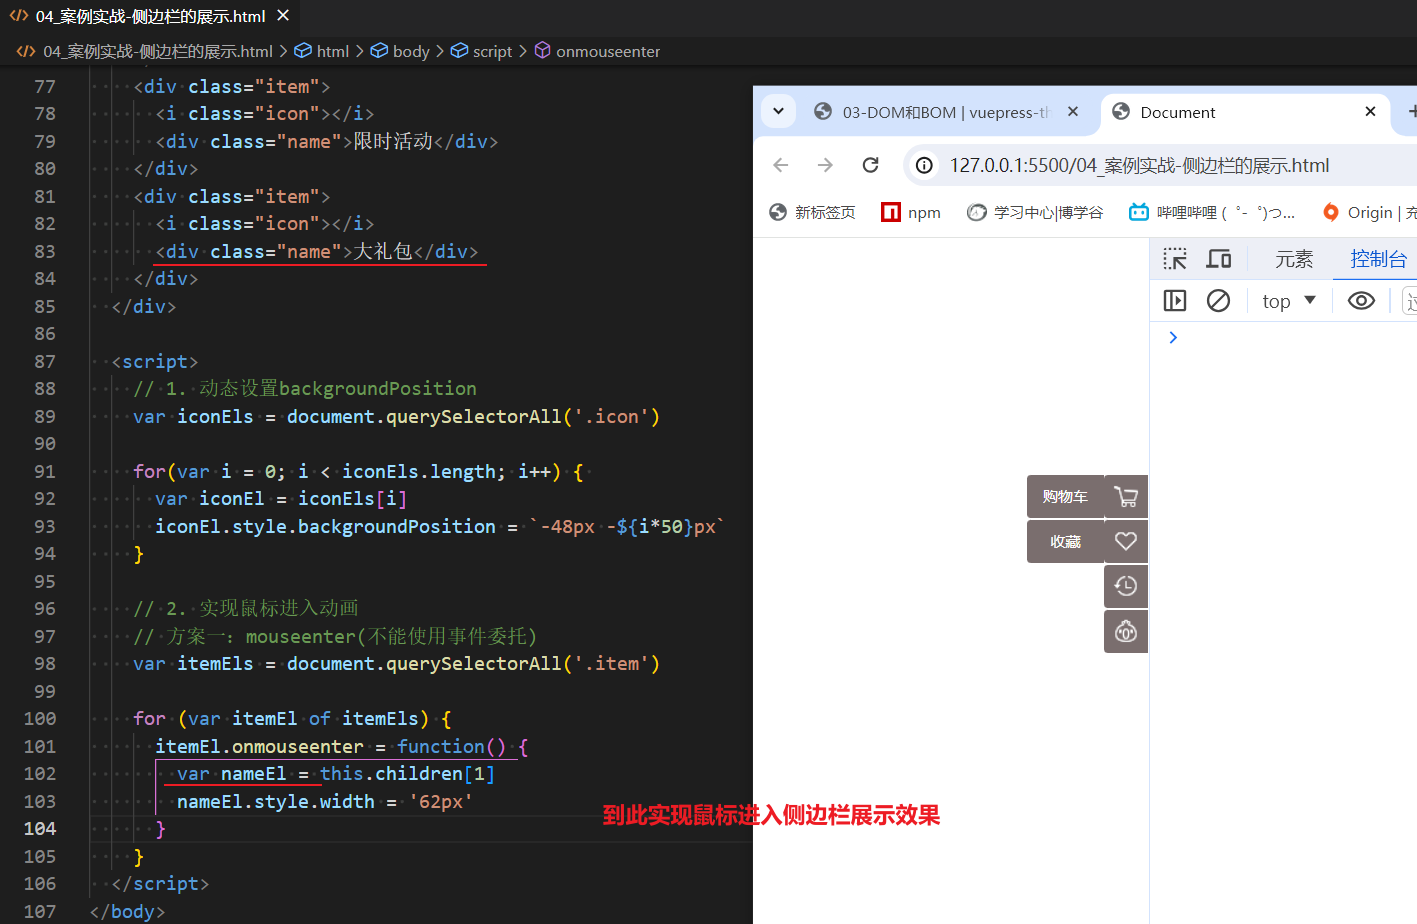 04_案例实战-侧边栏的展示.html
04_案例实战-侧边栏的展示.html > html > body > script > onmouseenter
77 <div class="item">
78 <i class="icon"></i>
79 <div class="name">限时活动</div>
80 </div>
81 <div class="item">
82 <i class="icon"></i>
83 <div class="name">大礼包</div>
84 </div>
85 </div>
86
87 <script>
88 // 1. 动态设置backgroundPosition
89 var iconEls = document.querySelectorAll('.icon')
90
91 for(var i = 0; i < iconEls.length; i++) {
92 var iconEl = iconEls[i]
93 iconEl.style.backgroundPosition = `-48px -${i*50}px`
94 }
95
96 // 2. 实现鼠标进入动画
97 // 方案一：mouseenter(不能使用事件委托)
98 var itemEls = document.querySelectorAll('.item')
99
100 for (var itemEl of itemEls) {
101 itemEl.onmouseenter = function() {
102 var nameEl = this.children[1]
103 nameEl.style.width = '62px'
104 }
105 }
106 </script>
107 </body>
03-DOM和BOM | vuepress-th
Document
127.0.0.1:5500/04_案例实战-侧边栏的展示.html
新标签页 npm 学习中心|博学谷 哔哩哔哩 (゜-゜)つ... Origin | 充
元素 控制台
top
购物车
收藏
到此实现鼠标进入侧边栏展示效果